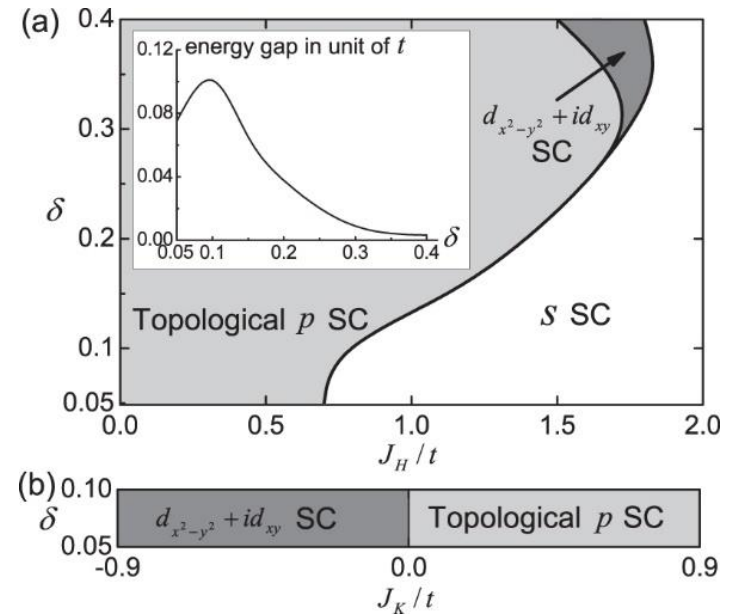 (a)
0.4
0.3
δ
0.2
0.1
0.05
energy gap in unit of t
0.12
0.08
0.04
0.00
0.05 0.1 0.2 0.3 0.4 δ
d_{x²-y²} + id_{xy}
SC
Topological p SC
s SC
0.0 0.5 1.0 1.5 2.0
J_H / t
(b)
0.10
δ
0.05
d_{x²-y²} + id_{xy} SC
Topological p SC
-0.9 0.0 0.9
J_K / t